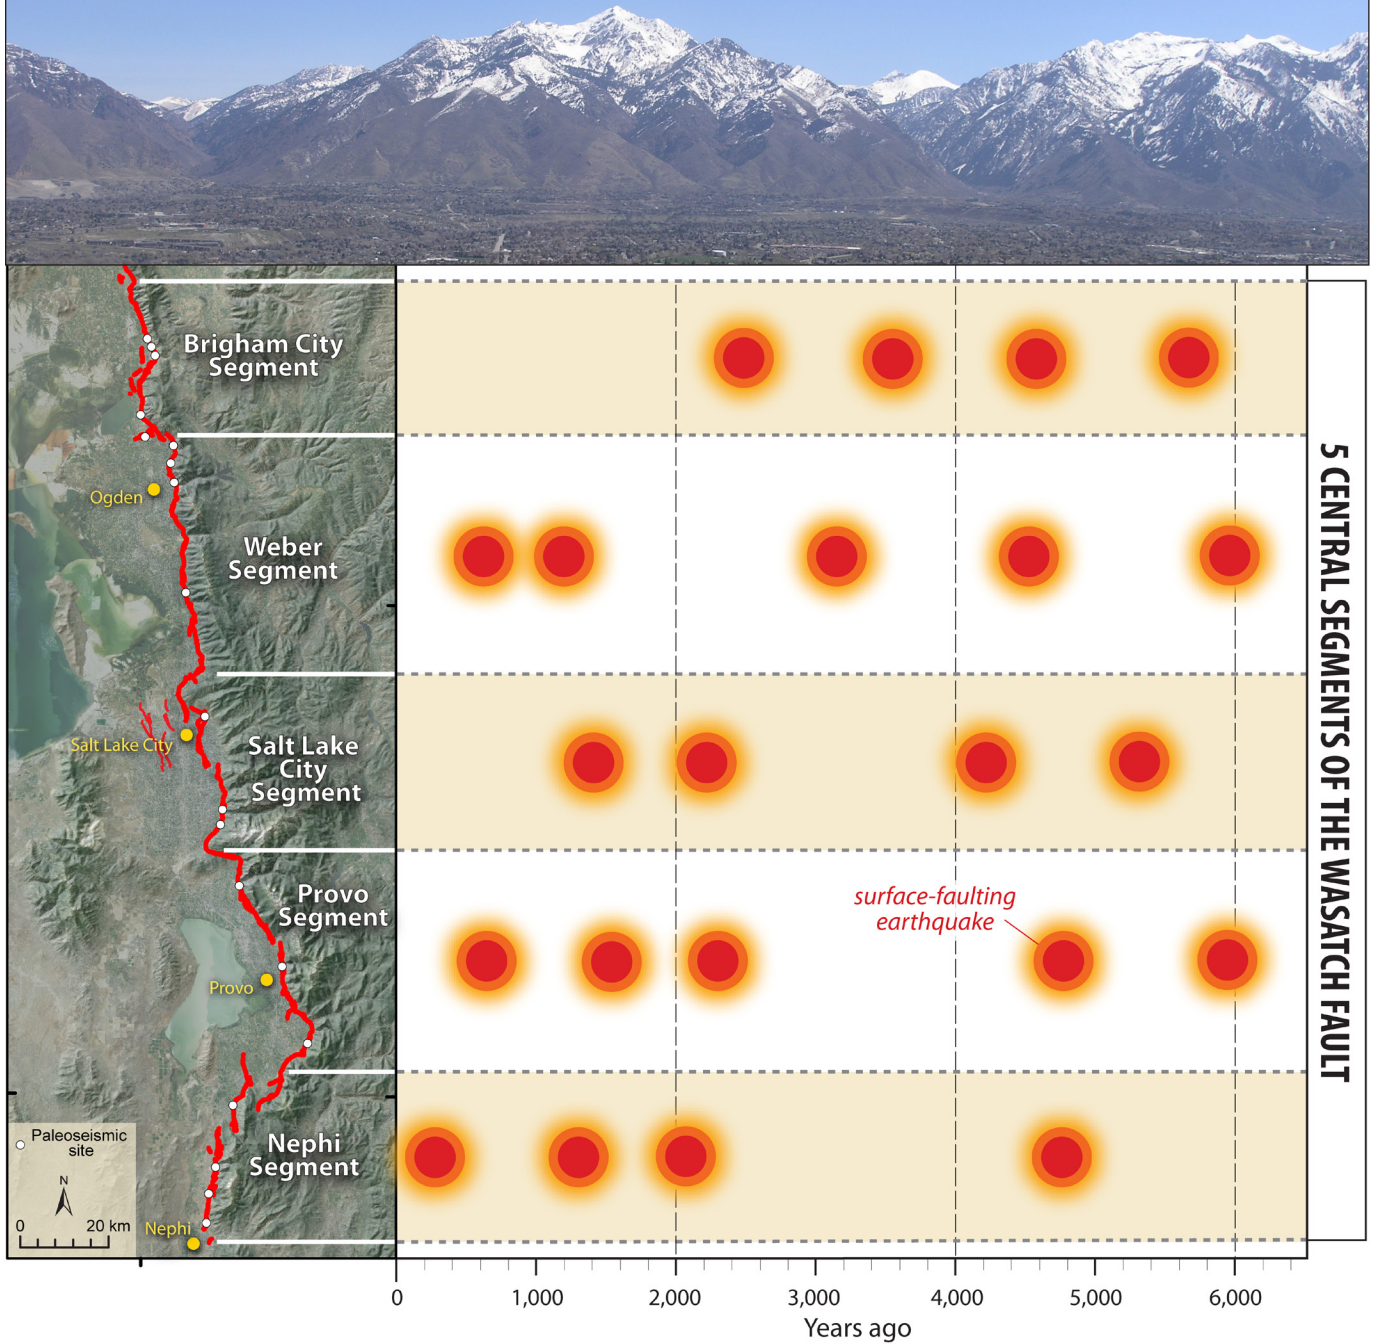 Brigham City
Segment
Ogden
Weber
Segment
Salt Lake City
Salt Lake
City
Segment
Provo
Segment
surface-faulting
earthquake
Provo
Nephi
Segment
Paleoseismic
site
N
0 20 km
Nephi
0 1,000 2,000 3,000 4,000 5,000 6,000
Years ago
5 CENTRAL SEGMENTS OF THE WASATCH FAULT